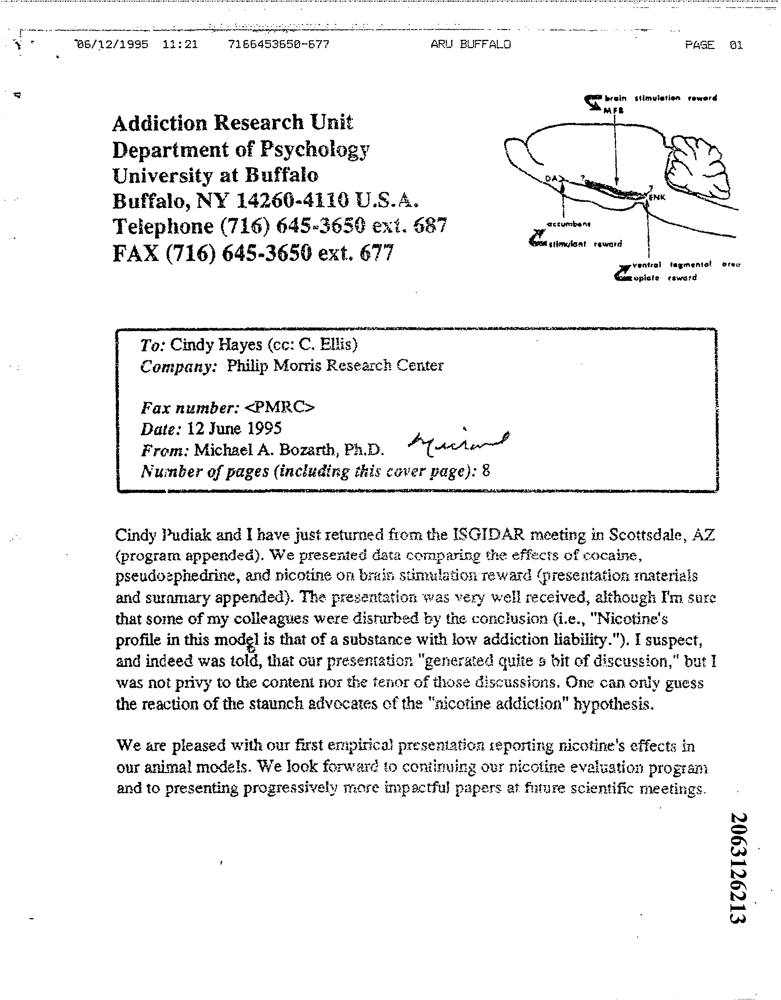 06/12/1995 11:21 7166453650-677 ARU BUFFALO PAGE 01
Addiction Research Unit
Department of Psychology
University at Buffalo
Buffalo, NY 14260-4110 U.S.A.
Telephone (716) 645-3650 ext. 687
FAX (716) 645-3650 ext. 677
brain stimulation reward
MFB
DA
?
?
ENK
accumbens
stimulant reward
ventral tegmental area
opiate reward
To: Cindy Hayes (cc: C. Ellis)
Company: Philip Morris Research Center
Fax number: <PMRC>
Date: 12 June 1995
From: Michael A. Bozarth, Ph.D. Michael
Number of pages (including this cover page): 8
Cindy Pudiak and I have just returned from the ISGIDAR meeting in Scottsdale, AZ
(program appended). We presented data comparing the effects of cocaine,
pseudoephedrine, and nicotine on brain stimulation reward (presentation materials
and summary appended). The presentation was very well received, although I'm sure
that some of my colleagues were disturbed by the conclusion (i.e., "Nicotine's
profile in this model is that of a substance with low addiction liability."). I suspect,
and indeed was told, that our presentation "generated quite a bit of discussion," but I
was not privy to the content nor the tenor of those discussions. One can only guess
the reaction of the staunch advocates of the "nicotine addiction" hypothesis.
We are pleased with our first empirical presentation reporting nicotine's effects in
our animal models. We look forward to continuing our nicotine evaluation program
and to presenting progressively more impactful papers at future scientific meetings.
2063126213